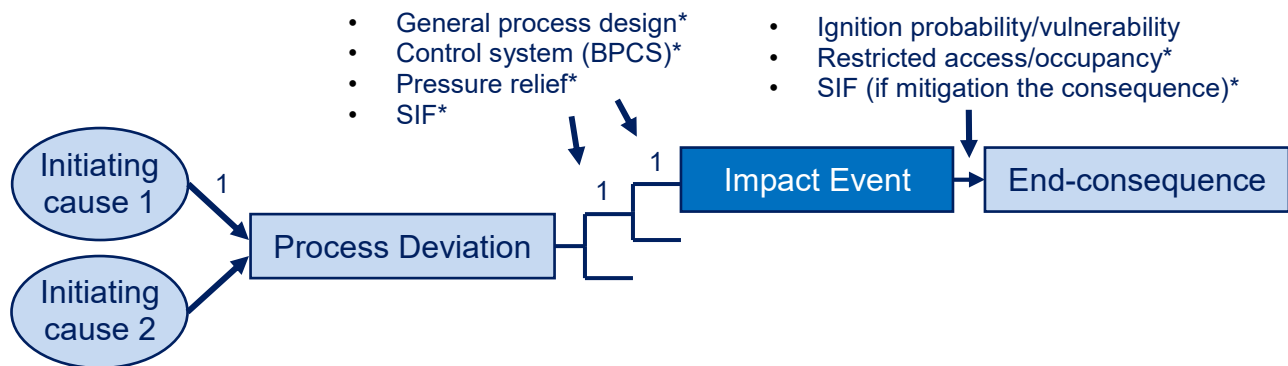 • General process design*
• Control system (BPCS)*
• Pressure relief*
• SIF*
• Ignition probability/vulnerability
• Restricted access/occupancy*
• SIF (if mitigation the consequence)*
Initiating
cause 1
1
Process Deviation
1
1
Impact Event
End-consequence
Initiating
cause 2